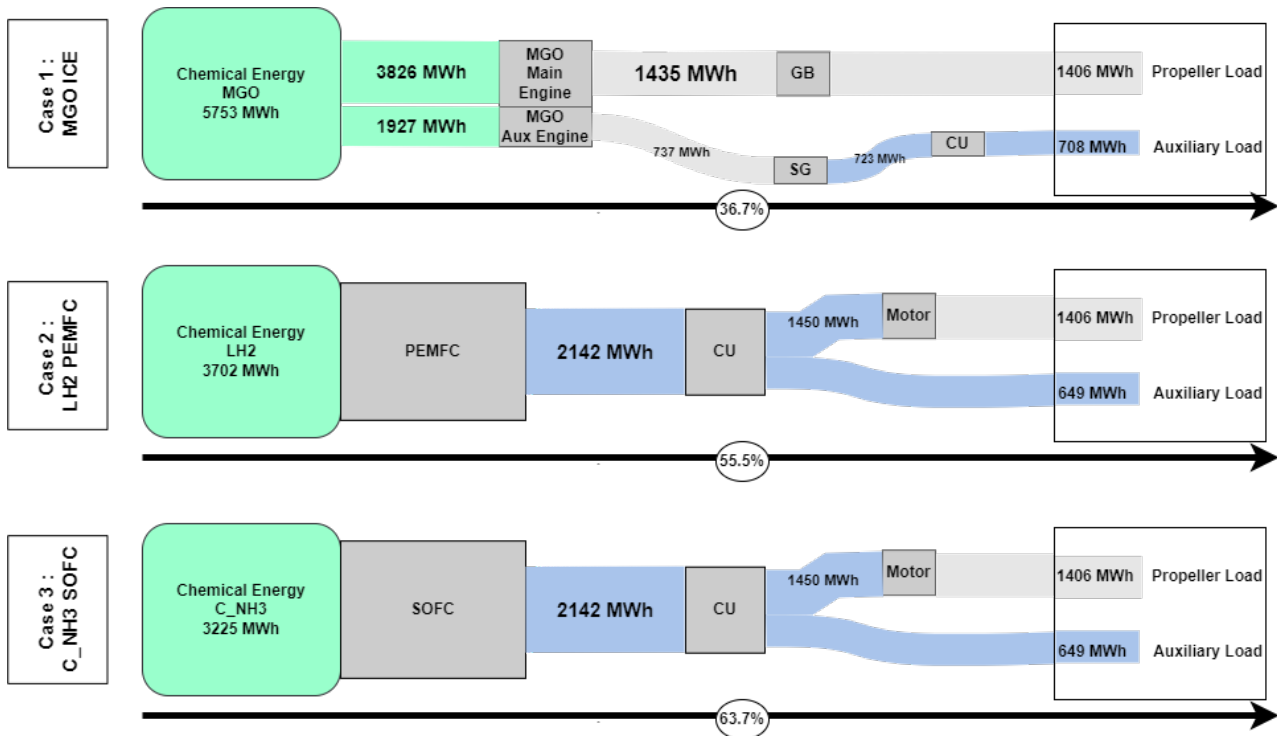 Case 1 :
MGO ICE
Chemical Energy
MGO
5753 MWh
3826 MWh
1927 MWh
MGO
Main
Engine
MGO
Aux Engine
1435 MWh
GB
737 MWh
SG
723 MWh
CU
1406 MWh
Propeller Load
708 MWh
Auxiliary Load
36.7%
Case 2 :
LH2 PEMFC
Chemical Energy
LH2
3702 MWh
PEMFC
2142 MWh
CU
1450 MWh
Motor
1406 MWh
Propeller Load
649 MWh
Auxiliary Load
55.5%
Case 3 :
C_NH3 SOFC
Chemical Energy
C_NH3
3225 MWh
SOFC
2142 MWh
CU
1450 MWh
Motor
1406 MWh
Propeller Load
649 MWh
Auxiliary Load
63.7%